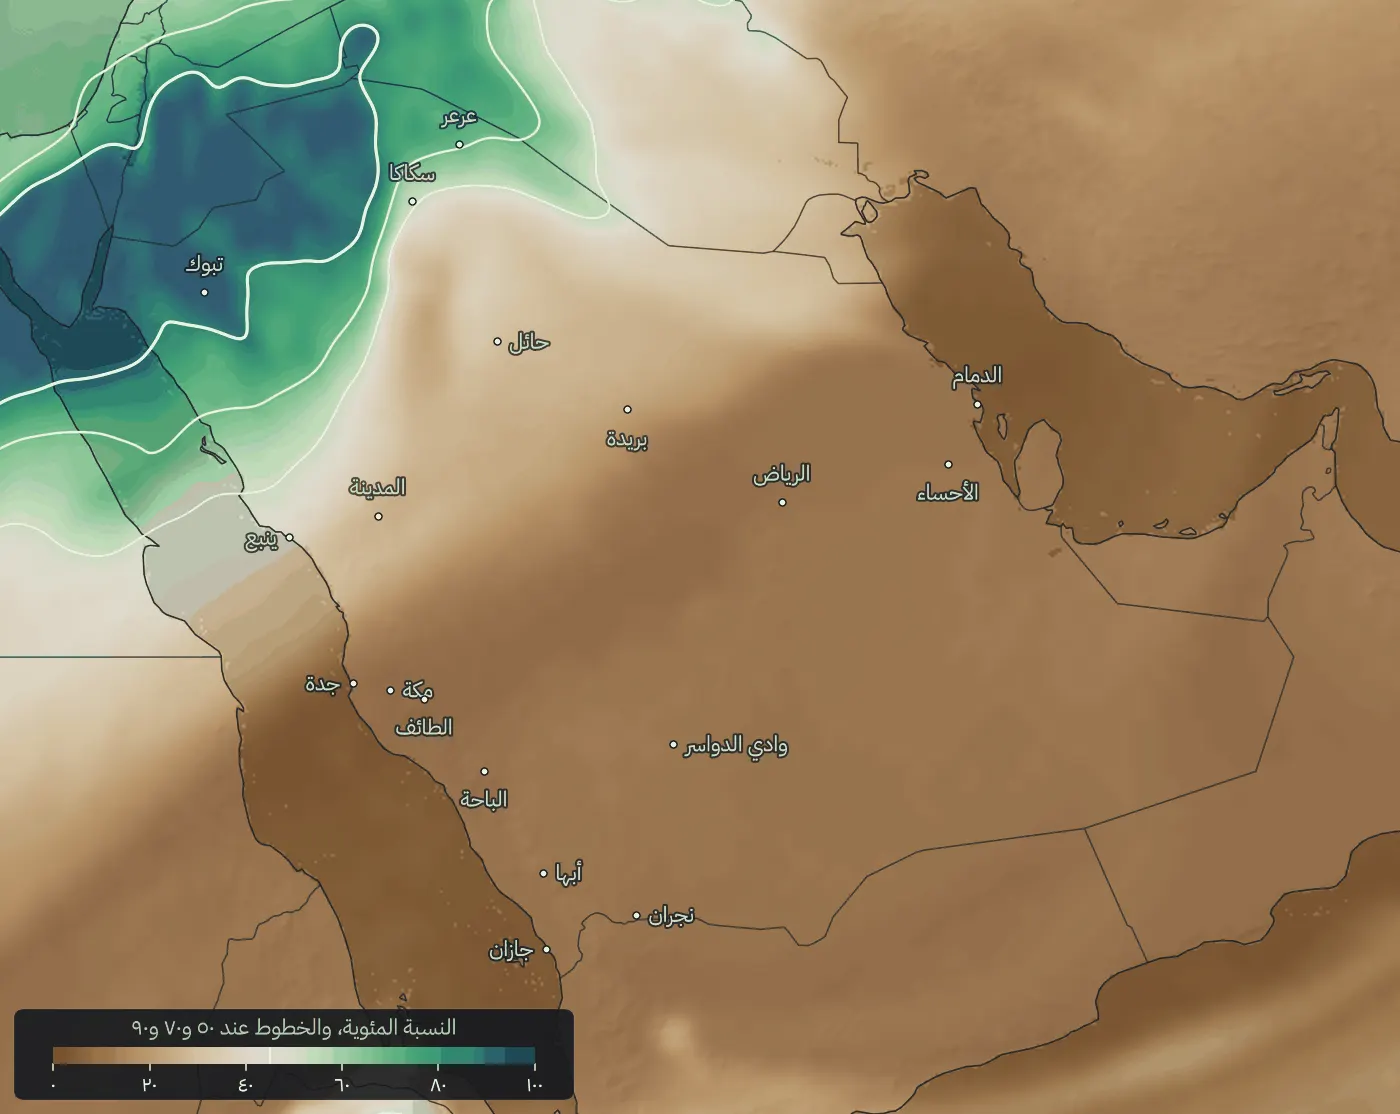 عرعر
سكاكا
تبوك
حائل
الدمام
بريدة
الرياض
الأحساء
المدينة
ينبع
جدة
مكة
الطائف
وادي الدواسر
الباحة
أبها
نجران
جازان
النسبة المئوية، والخطوط عند ٥٠ و٧٠ و٩٠
٠ ٢٠ ٤٠ ٦٠ ٨٠ ١٠٠